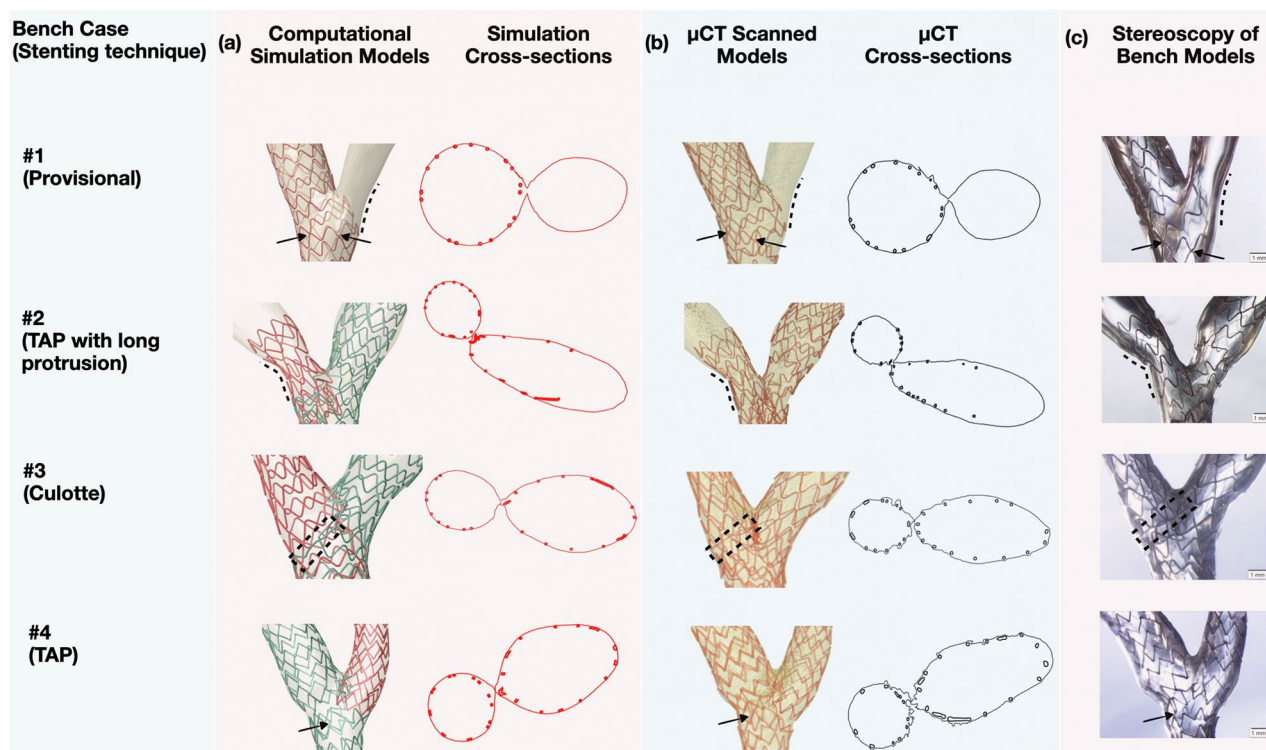 Bench Case
(Stenting technique)
(a)
Computational
Simulation Models
Simulation
Cross-sections
(b)
µCT Scanned
Models
µCT
Cross-sections
(c)
Stereoscopy of
Bench Models
#1
(Provisional)
1 mm
#2
(TAP with long
protrusion)
1 mm
#3
(Culotte)
1 mm
#4
(TAP)
1 mm